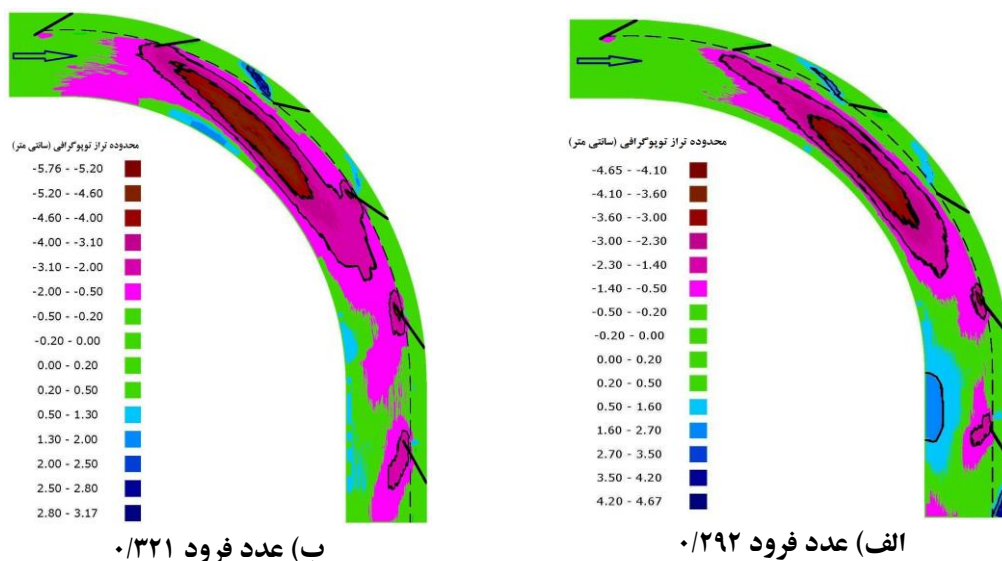 محدوده تراز توپوگرافی (سانتی متر)
-5.76 - -5.20
-5.20 - -4.60
-4.60 - -4.00
-4.00 - -3.10
-3.10 - -2.00
-2.00 - -0.50
-0.50 - -0.20
-0.20 - 0.00
0.00 - 0.20
0.20 - 0.50
0.50 - 1.30
1.30 - 2.00
2.00 - 2.50
2.50 - 2.80
2.80 - 3.17
ب) عدد فرود ۰/۳۲۱
محدوده تراز توپوگرافی (سانتی متر)
-4.65 - -4.10
-4.10 - -3.60
-3.60 - -3.00
-3.00 - -2.30
-2.30 - -1.40
-1.40 - -0.50
-0.50 - -0.20
-0.20 - 0.00
0.00 - 0.20
0.20 - 0.50
0.50 - 1.60
1.60 - 2.70
2.70 - 3.50
3.50 - 4.20
4.20 - 4.67
الف) عدد فرود ۰/۲۹۲